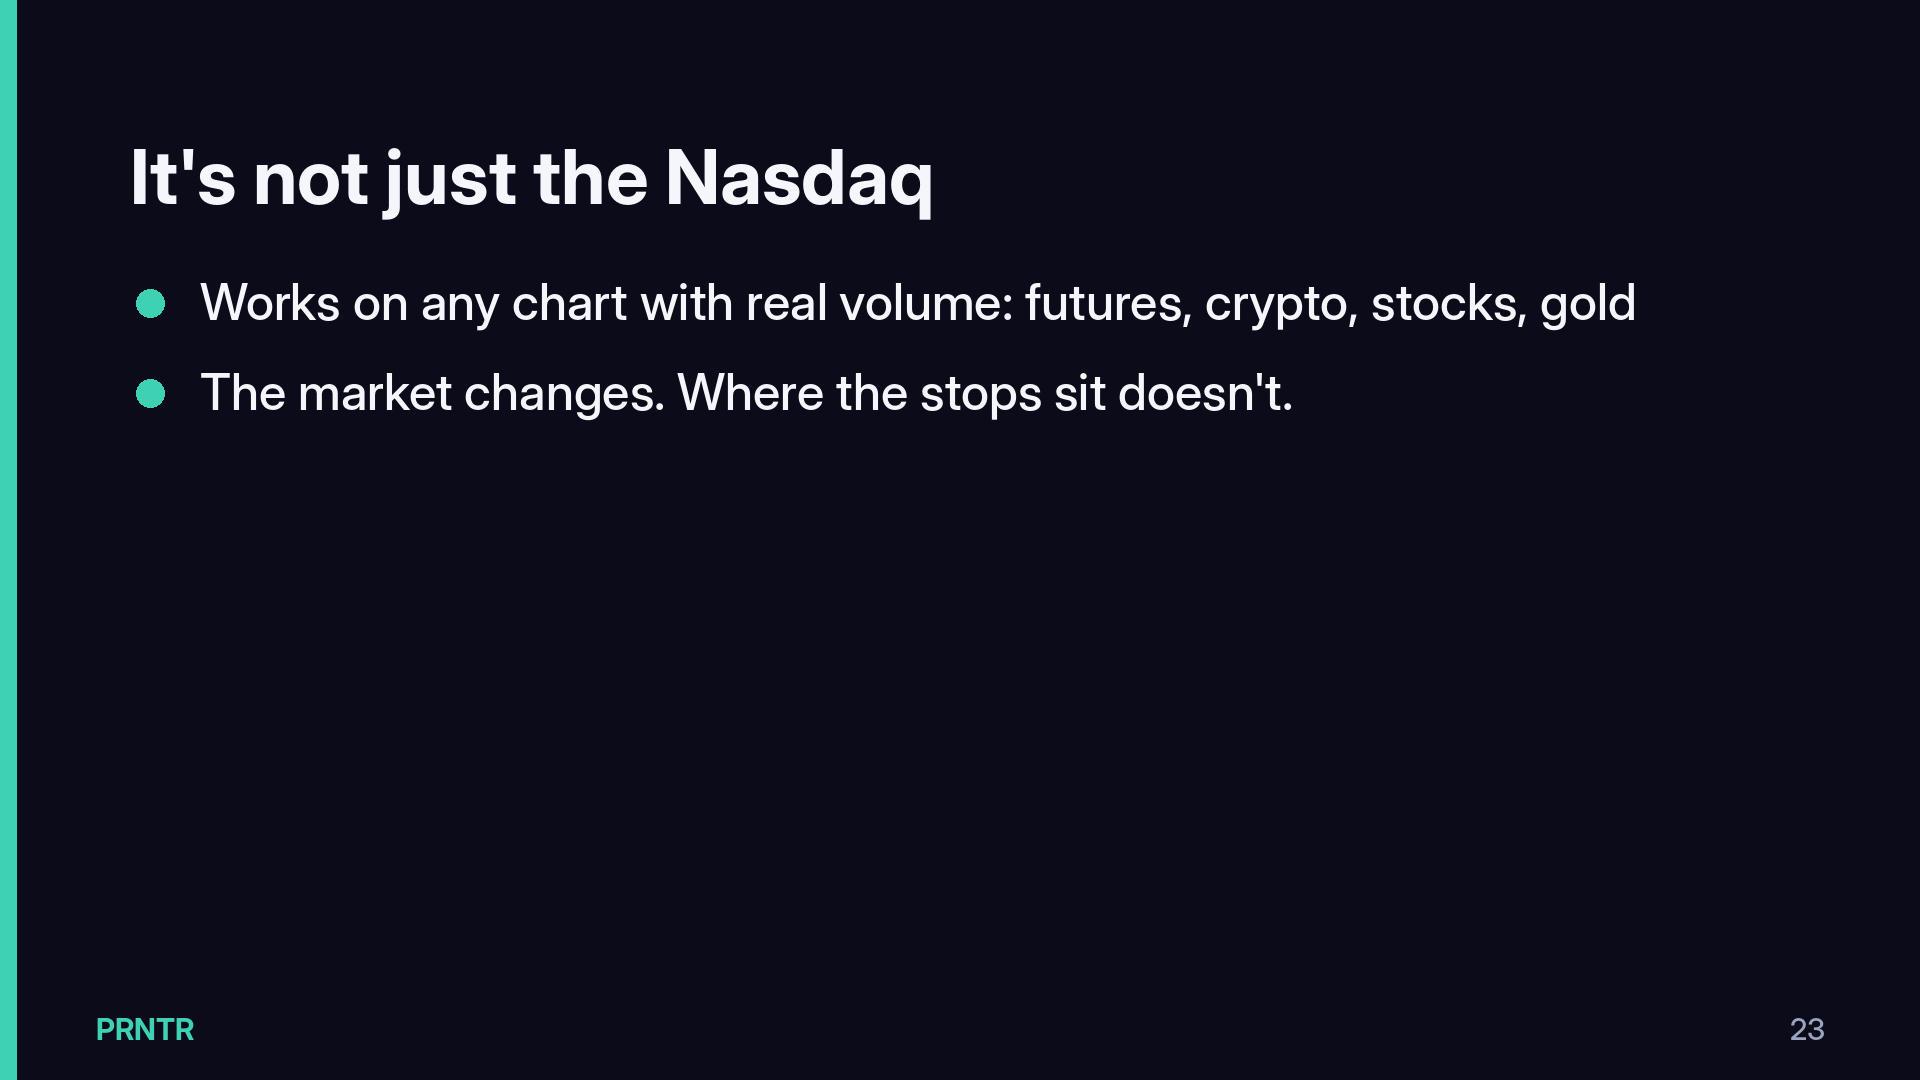 It's not just the Nasdaq
Works on any chart with real volume: futures, crypto, stocks, gold
The market changes. Where the stops sit doesn't.
PRNTR
23